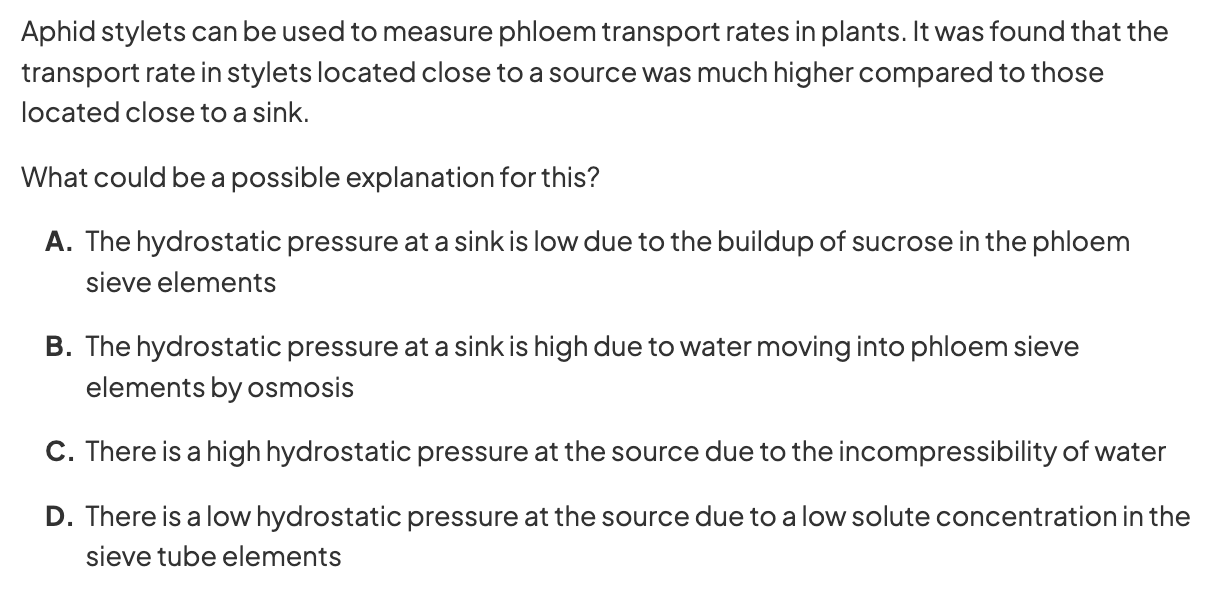 Aphid stylets can be used to measure phloem transport rates in plants. It was found that the
transport rate in stylets located close to a source was much higher compared to those
located close to a sink.
What could be a possible explanation for this?
A. The hydrostatic pressure at a sink is low due to the buildup of sucrose in the phloem
sieve elements
B. The hydrostatic pressure at a sink is high due to water moving into phloem sieve
elements by osmosis
C. There is a high hydrostatic pressure at the source due to the incompressibility of water
D. There is a low hydrostatic pressure at the source due to a low solute concentration in the
sieve tube elements